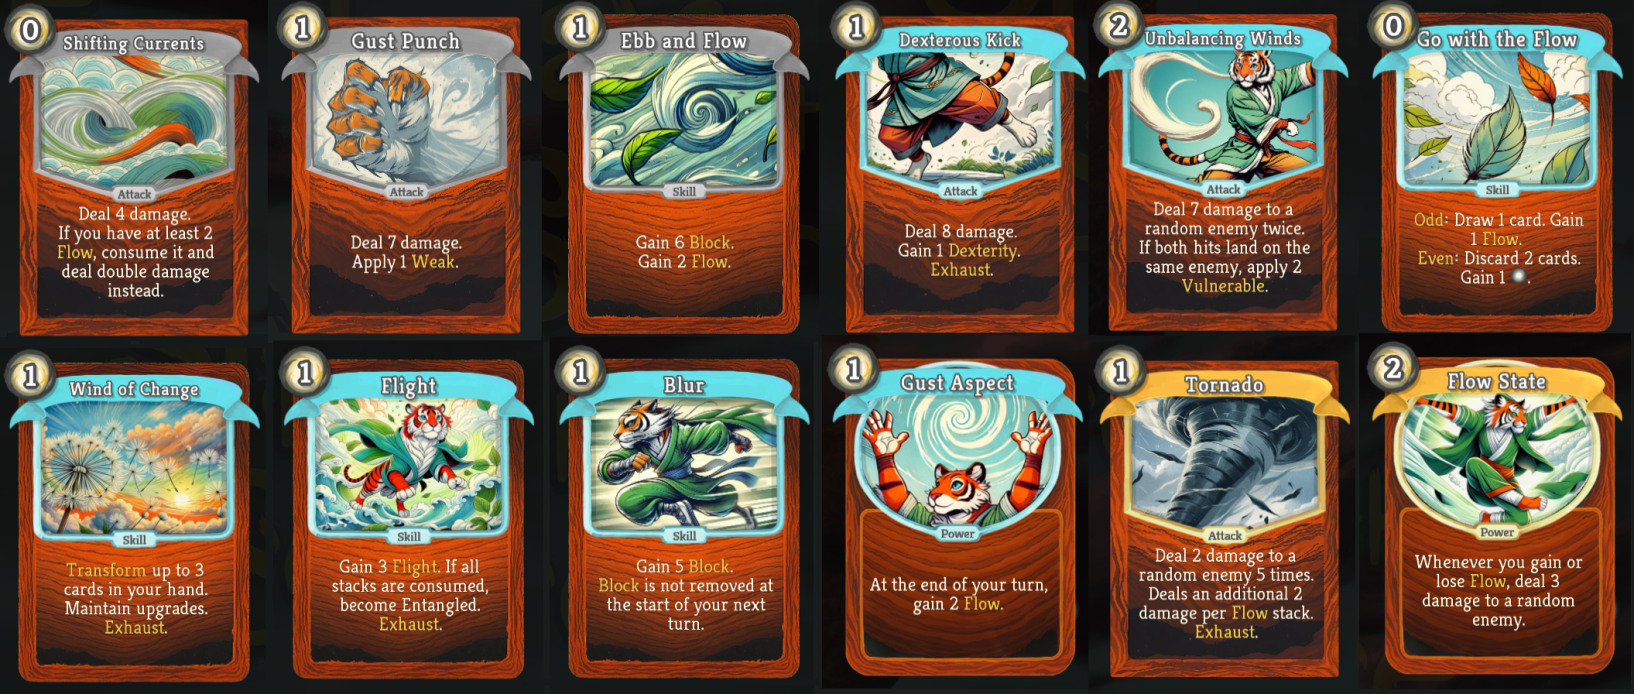 0
Shifting Currents
Attack
Deal 4 damage.
If you have at least 2
Flow, consume it and
deal double damage
instead.
1
Gust Punch
Attack
Deal 7 damage.
Apply 1 Weak.
1
Ebb and Flow
Skill
Gain 6 Block.
Gain 2 Flow.
1
Dexterous Kick
Attack
Deal 8 damage.
Gain 1 Dexterity.
Exhaust.
2
Unbalancing Winds
Attack
Deal 7 damage to a
random enemy twice.
If both hits land on the
same enemy, apply 2
Vulnerable.
0
Go with the Flow
Skill
Odd: Draw 1 card. Gain
1 Flow.
Even: Discard 2 cards.
Gain 1 .
1
Wind of Change
Skill
Transform up to 3
cards in your hand.
Maintain upgrades.
Exhaust.
1
Flight
Skill
Gain 3 Flight. If all
stacks are consumed,
become Entangled.
Exhaust.
1
Blur
Skill
Gain 5 Block.
Block is not removed at
the start of your next
turn.
1
Gust Aspect
Power
At the end of your turn,
gain 2 Flow.
1
Tornado
Attack
Deal 2 damage to a
random enemy 5 times.
Deals an additional 2
damage per Flow stack.
Exhaust.
2
Flow State
Power
Whenever you gain or
lose Flow, deal 3
damage to a random
enemy.